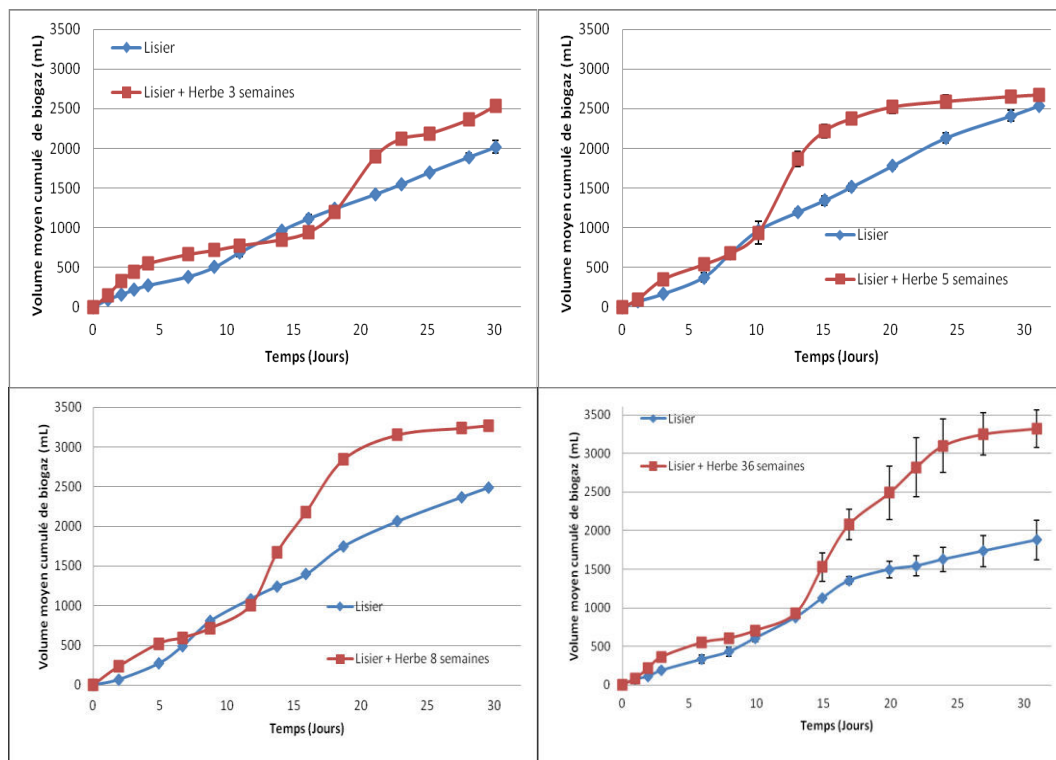 Volume moyen cumulé de biogaz (mL)
3500
3000
2500
2000
1500
1000
500
0
Lisier
Lisier + Herbe 3 semaines
0 5 10 15 20 25 30
Temps (Jours)
Volume moyen cumulé de biogaz (mL)
3500
3000
2500
2000
1500
1000
500
0
Lisier
Lisier + Herbe 5 semaines
0 5 10 15 20 25 30
Temps (Jours)
Volume moyen cumulé de biogaz (mL)
3500
3000
2500
2000
1500
1000
500
0
Lisier
Lisier + Herbe 8 semaines
0 5 10 15 20 25 30
Temps (Jours)
Volume moyen cumulé de biogaz (mL)
3500
3000
2500
2000
1500
1000
500
0
Lisier
Lisier + Herbe 36 semaines
0 5 10 15 20 25 30
Temps (Jours)